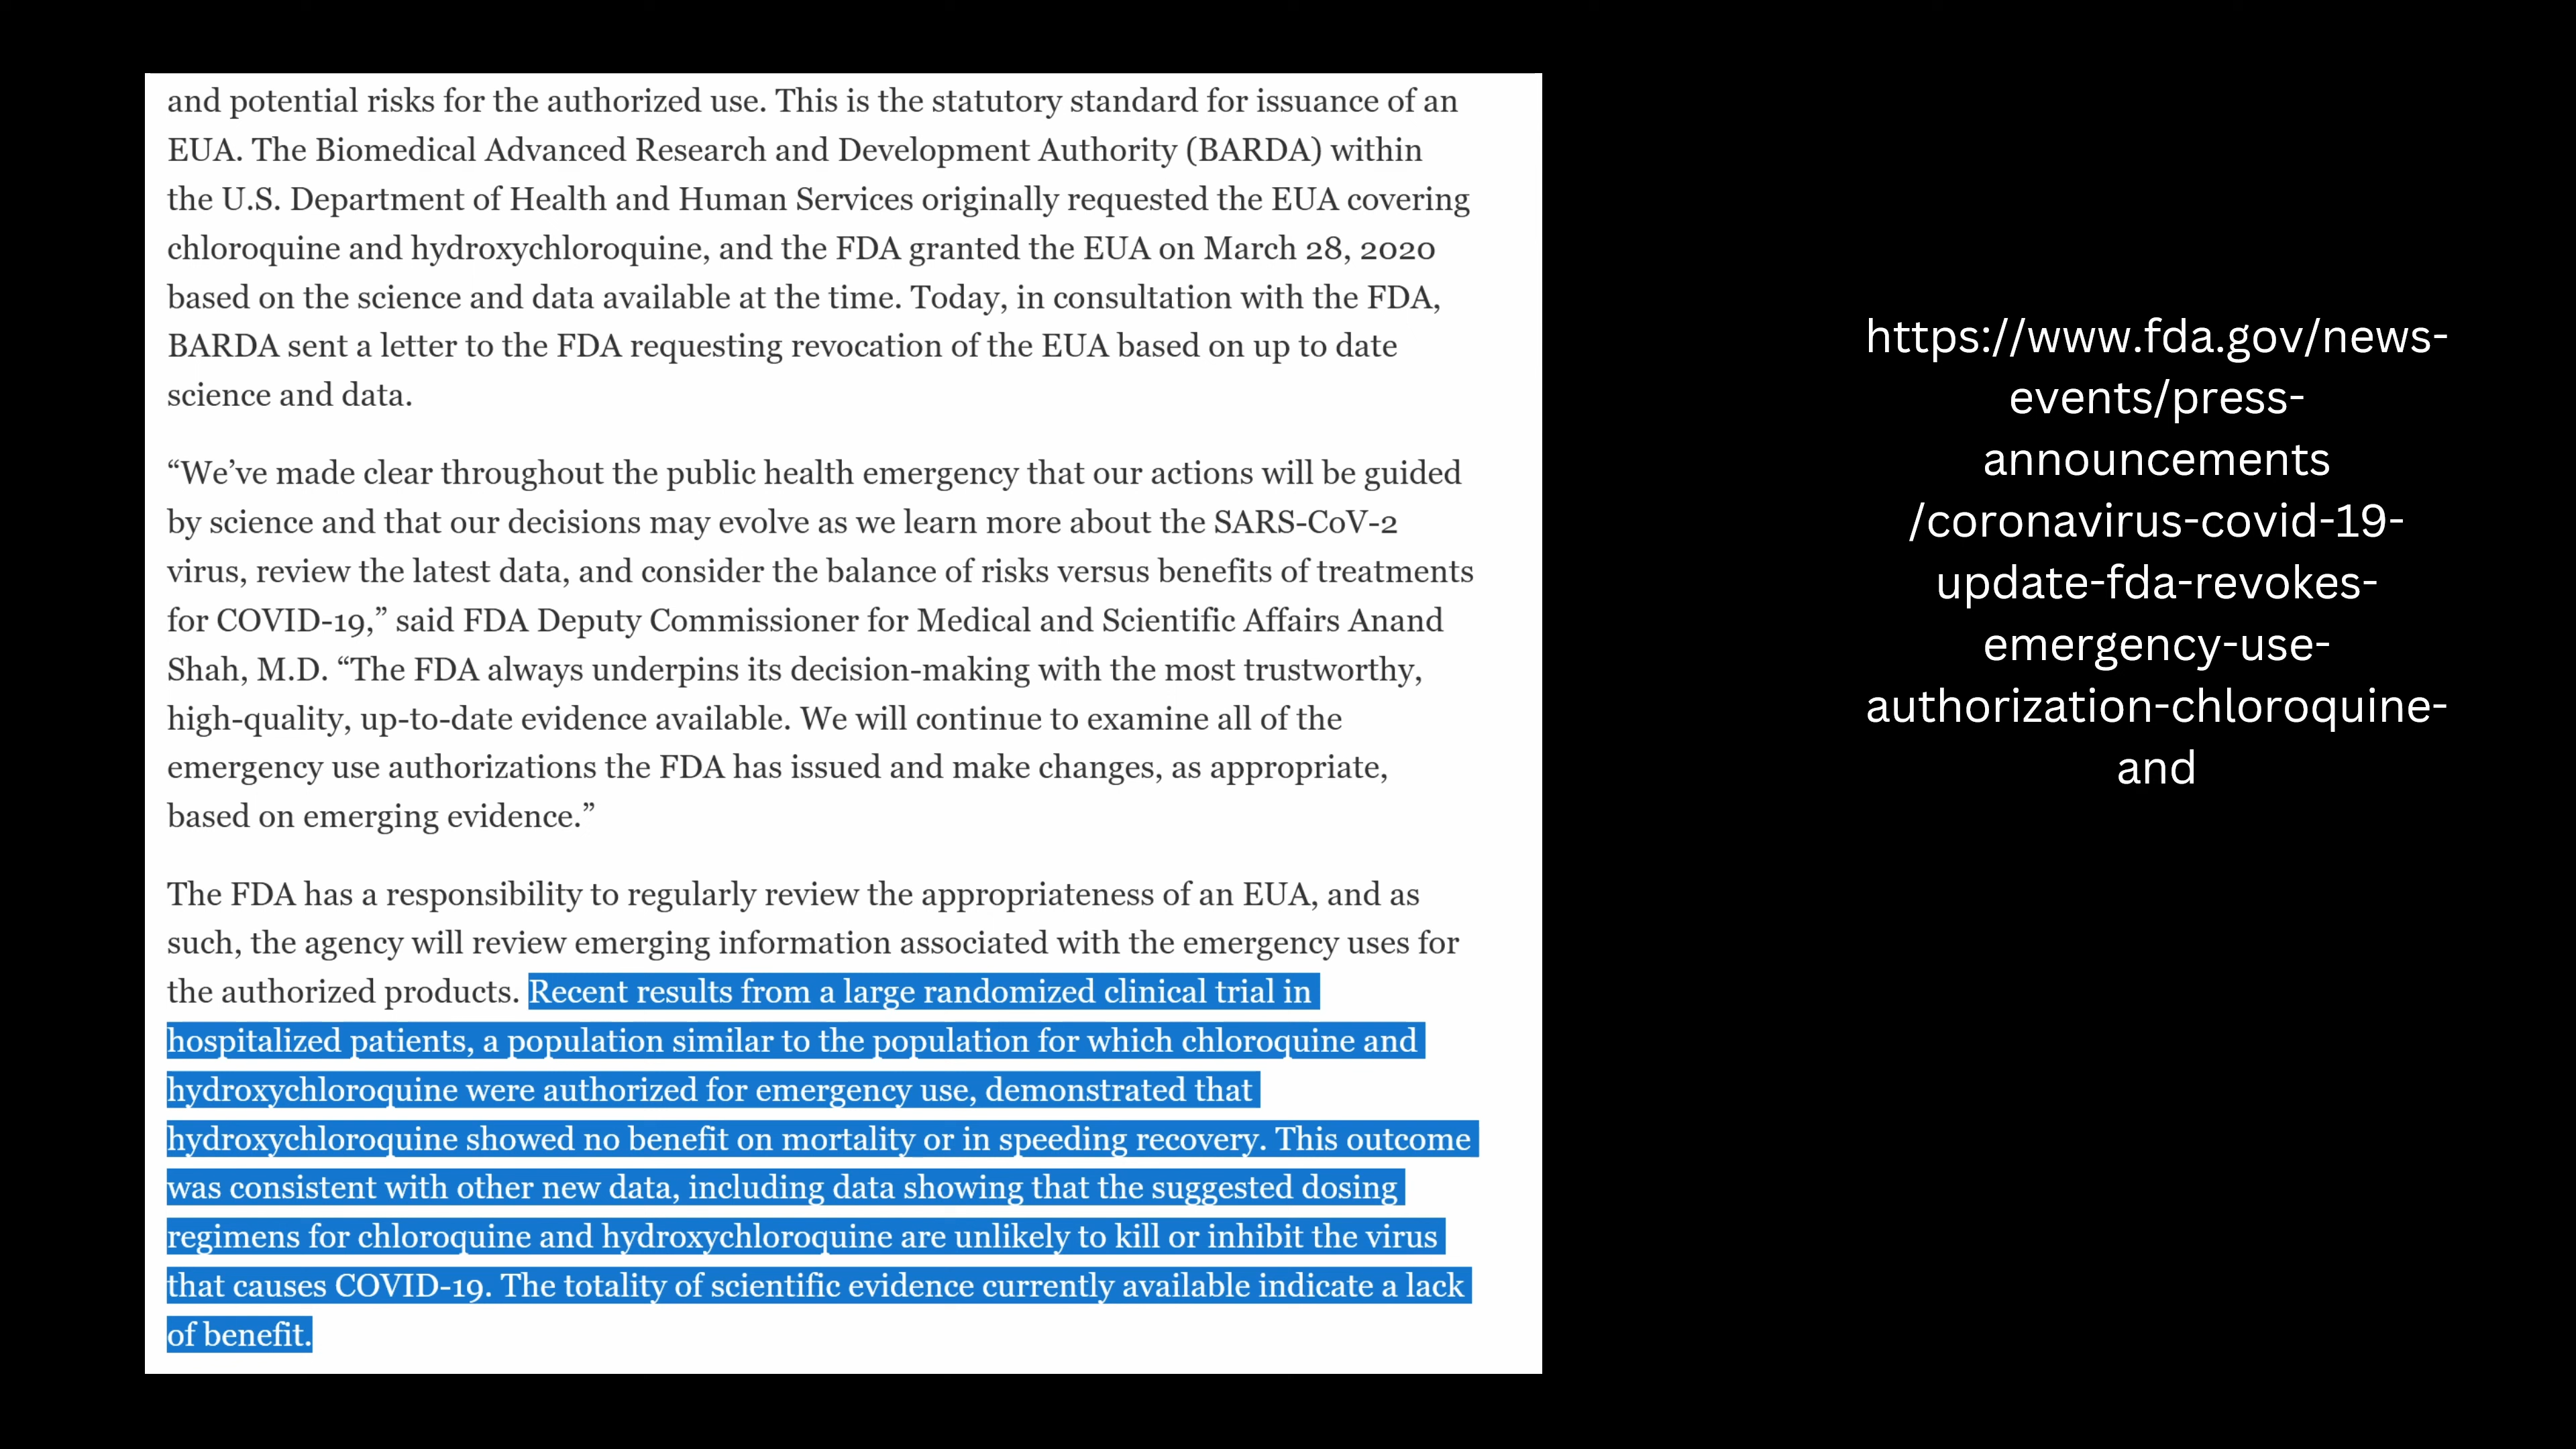 and potential risks for the authorized use. This is the statutory standard for issuance of an
EUA. The Biomedical Advanced Research and Development Authority (BARDA) within
the U.S. Department of Health and Human Services originally requested the EUA covering
chloroquine and hydroxychloroquine, and the FDA granted the EUA on March 28, 2020
based on the science and data available at the time. Today, in consultation with the FDA,
BARDA sent a letter to the FDA requesting revocation of the EUA based on up to date
science and data.
“We’ve made clear throughout the public health emergency that our actions will be guided
by science and that our decisions may evolve as we learn more about the SARS-CoV-2
virus, review the latest data, and consider the balance of risks versus benefits of treatments
for COVID-19,” said FDA Deputy Commissioner for Medical and Scientific Affairs Anand
Shah, M.D. “The FDA always underpins its decision-making with the most trustworthy,
high-quality, up-to-date evidence available. We will continue to examine all of the
emergency use authorizations the FDA has issued and make changes, as appropriate,
based on emerging evidence.”
The FDA has a responsibility to regularly review the appropriateness of an EUA, and as
such, the agency will review emerging information associated with the emergency uses for
the authorized products. Recent results from a large randomized clinical trial in
hospitalized patients, a population similar to the population for which chloroquine and
hydroxychloroquine were authorized for emergency use, demonstrated that
hydroxychloroquine showed no benefit on mortality or in speeding recovery. This outcome
was consistent with other new data, including data showing that the suggested dosing
regimens for chloroquine and hydroxychloroquine are unlikely to kill or inhibit the virus
that causes COVID-19. The totality of scientific evidence currently available indicate a lack
of benefit.
https://www.fda.gov/news-
events/press-
announcements
/coronavirus-covid-19-
update-fda-revokes-
emergency-use-
authorization-chloroquine-
and